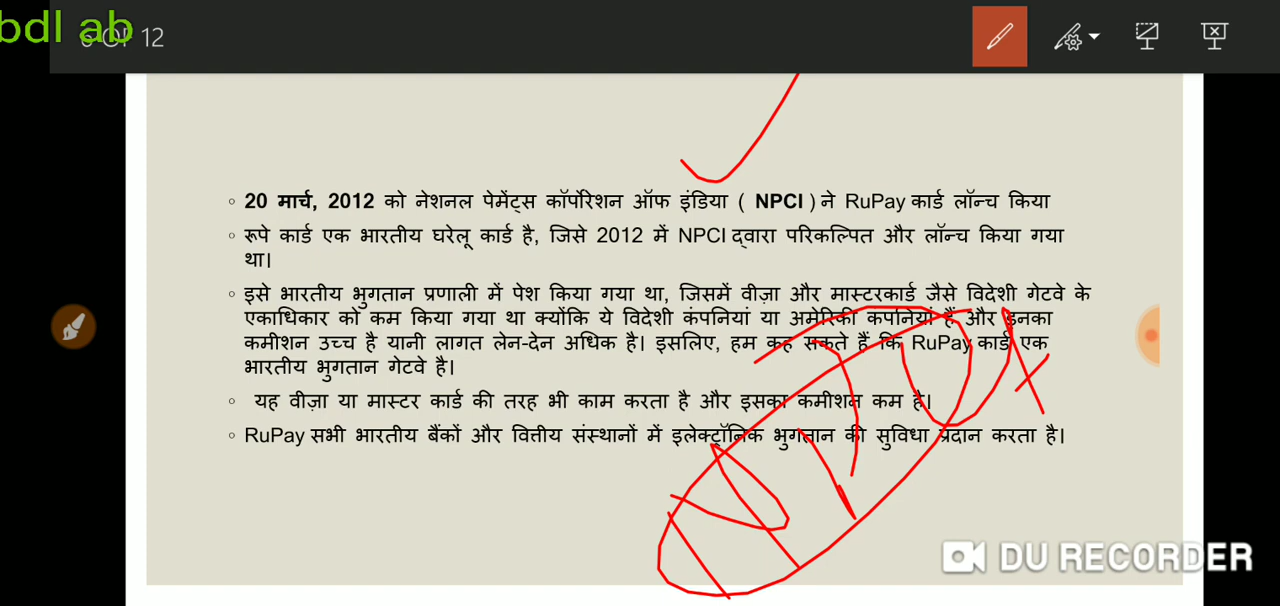 bdl ab
6 OF 12
◦ 20 मार्च, 2012 को नेशनल पेमेंट्स कॉर्पोरेशन ऑफ इंडिया ( NPCI ) ने RuPay कार्ड लॉन्च किया
◦ रूपे कार्ड एक भारतीय घरेलू कार्ड है, जिसे 2012 में NPCI द्वारा परिकल्पित और लॉन्च किया गया
था।
◦ इसे भारतीय भुगतान प्रणाली में पेश किया गया था, जिसमें वीज़ा और मास्टरकार्ड जैसे विदेशी गेटवे के
एकाधिकार को कम किया गया था क्योंकि ये विदेशी कंपनियां या अमेरिकी कंपनियां हैं और इनका
कमीशन उच्च है यानी लागत लेन-देन अधिक है। इसलिए, हम कह सकते हैं कि RuPay कार्ड एक
भारतीय भुगतान गेटवे है।
◦ यह वीज़ा या मास्टर कार्ड की तरह भी काम करता है और इसका कमीशन कम है।
◦ RuPay सभी भारतीय बैंकों और वित्तीय संस्थानों में इलेक्ट्रॉनिक भुगतान की सुविधा प्रदान करता है।
DU RECORDER